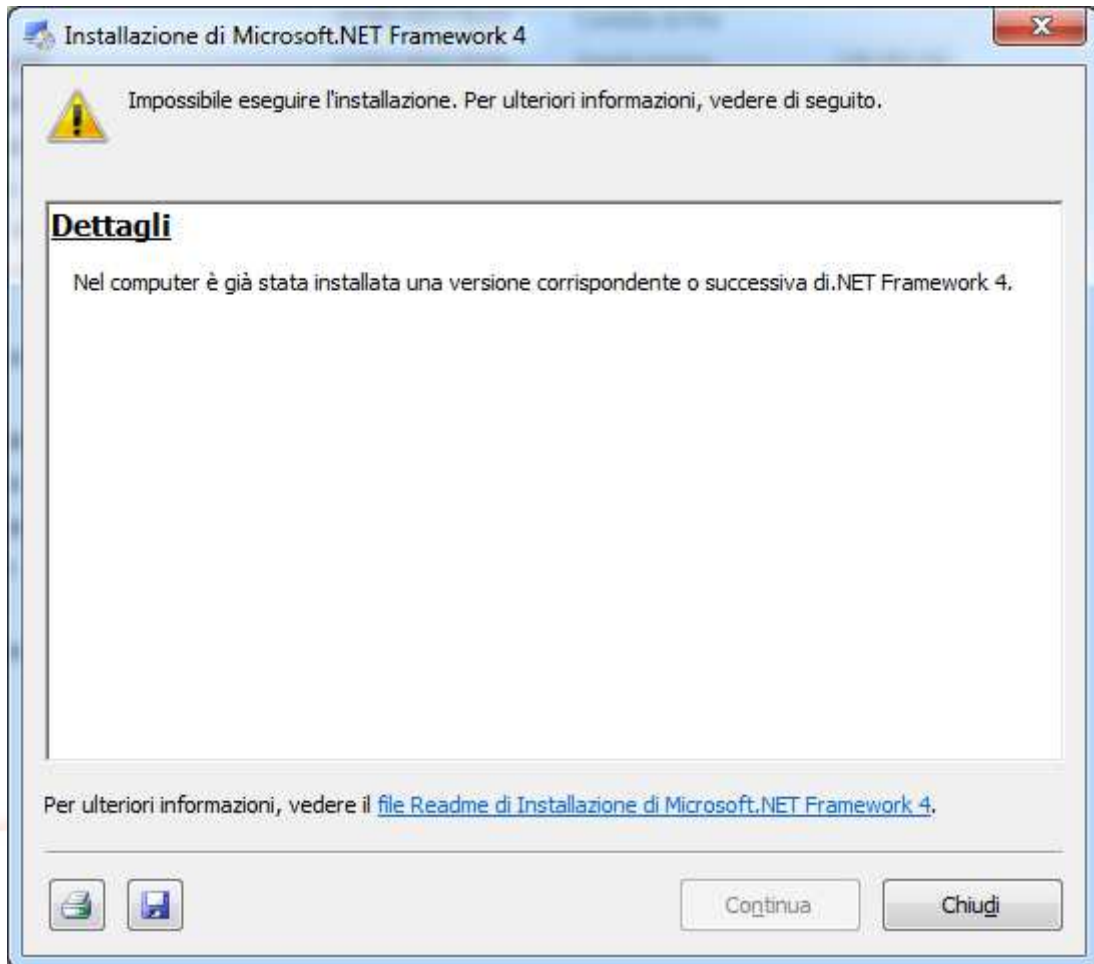 Installazione di Microsoft.NET Framework 4
Impossibile eseguire l'installazione. Per ulteriori informazioni, vedere di seguito.
Dettagli
Nel computer è già stata installata una versione corrispondente o successiva di.NET Framework 4.
Per ulteriori informazioni, vedere il file Readme di Installazione di Microsoft.NET Framework 4.
Continua
Chiudi